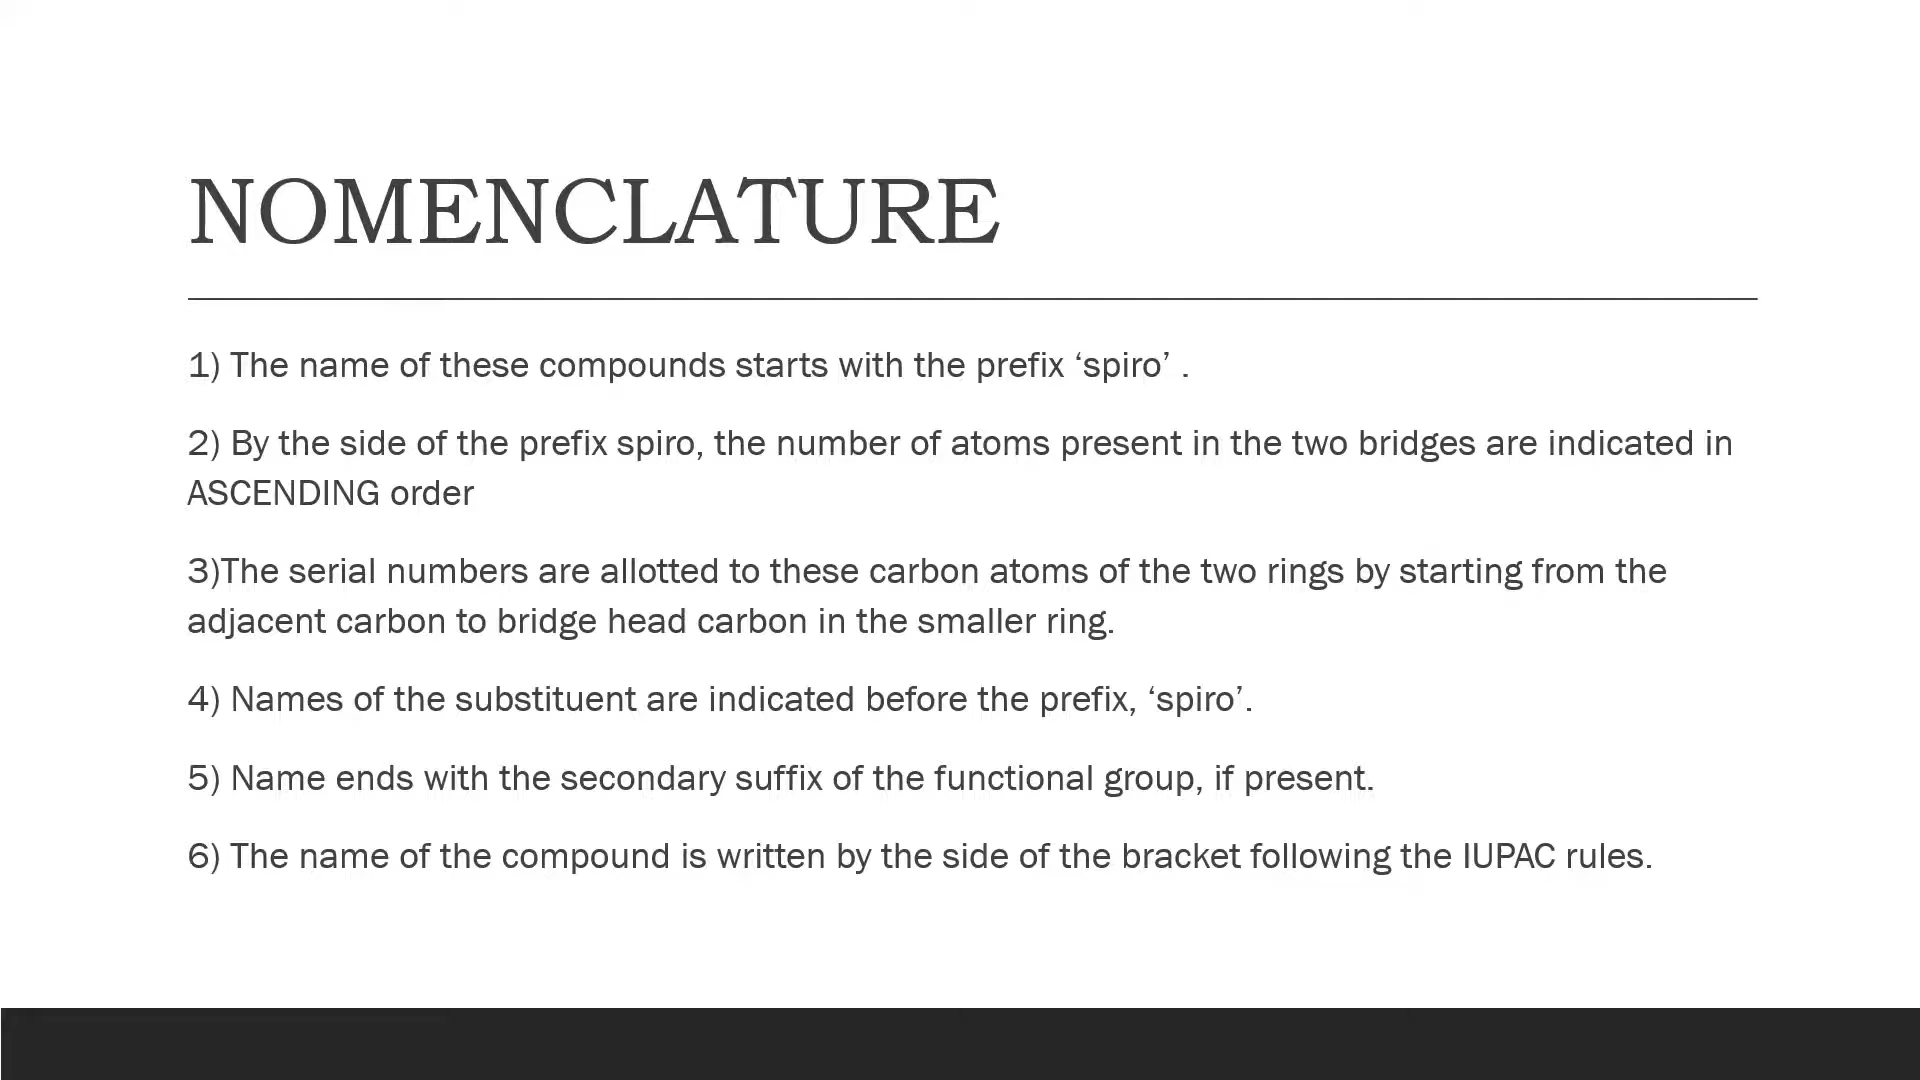 NOMENCLATURE
1) The name of these compounds starts with the prefix ‘spiro’ .
2) By the side of the prefix spiro, the number of atoms present in the two bridges are indicated in
ASCENDING order
3)The serial numbers are allotted to these carbon atoms of the two rings by starting from the
adjacent carbon to bridge head carbon in the smaller ring.
4) Names of the substituent are indicated before the prefix, ‘spiro’.
5) Name ends with the secondary suffix of the functional group, if present.
6) The name of the compound is written by the side of the bracket following the IUPAC rules.